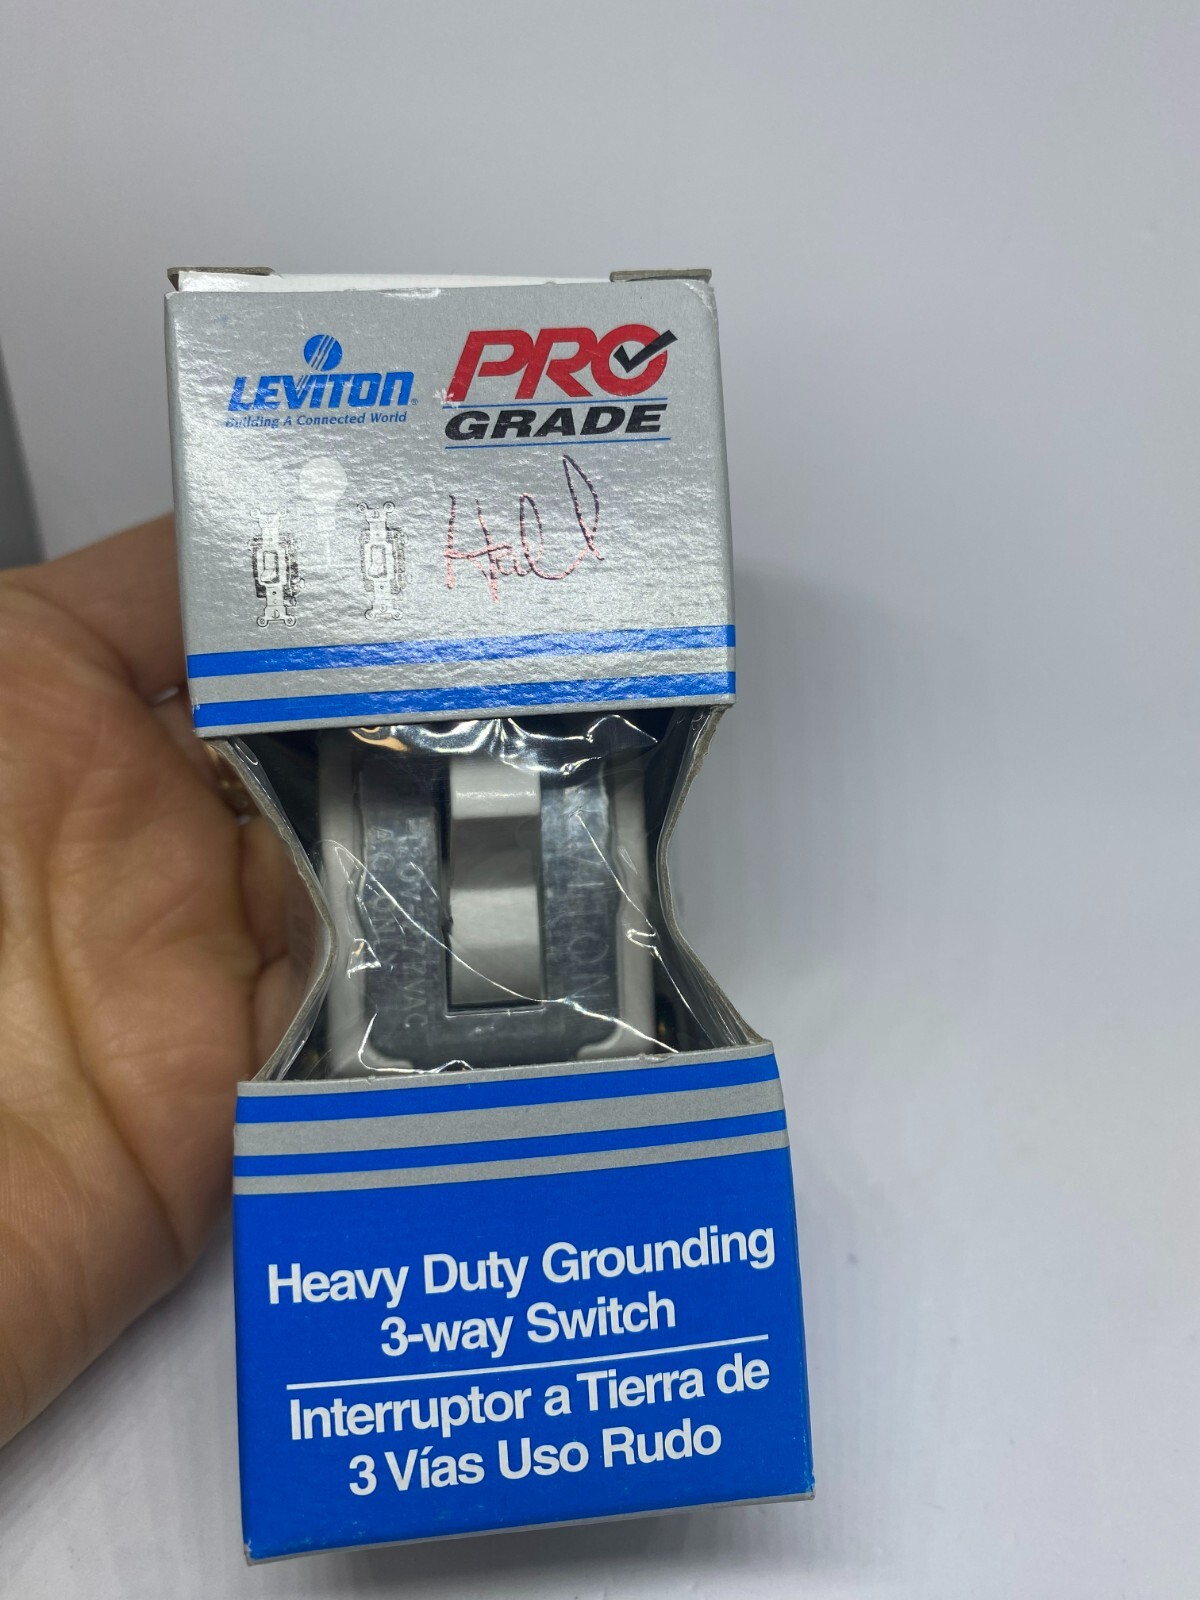 LEVITON®
Building A Connected World
PRO
GRADE
Hall
Heavy Duty Grounding
3-way Switch
Interruptor a Tierra de
3 Vías Uso Rudo